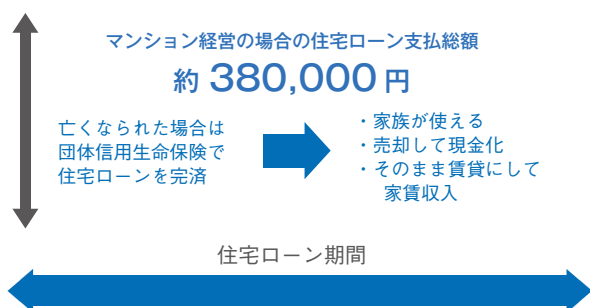 マンション経営の場合の住宅ローン支払総額
約 380,000 円
亡くなられた場合は
団体信用生命保険で
住宅ローンを完済
・家族が使える
・売却して現金化
・そのまま賃貸にして
家賃収入
住宅ローン期間